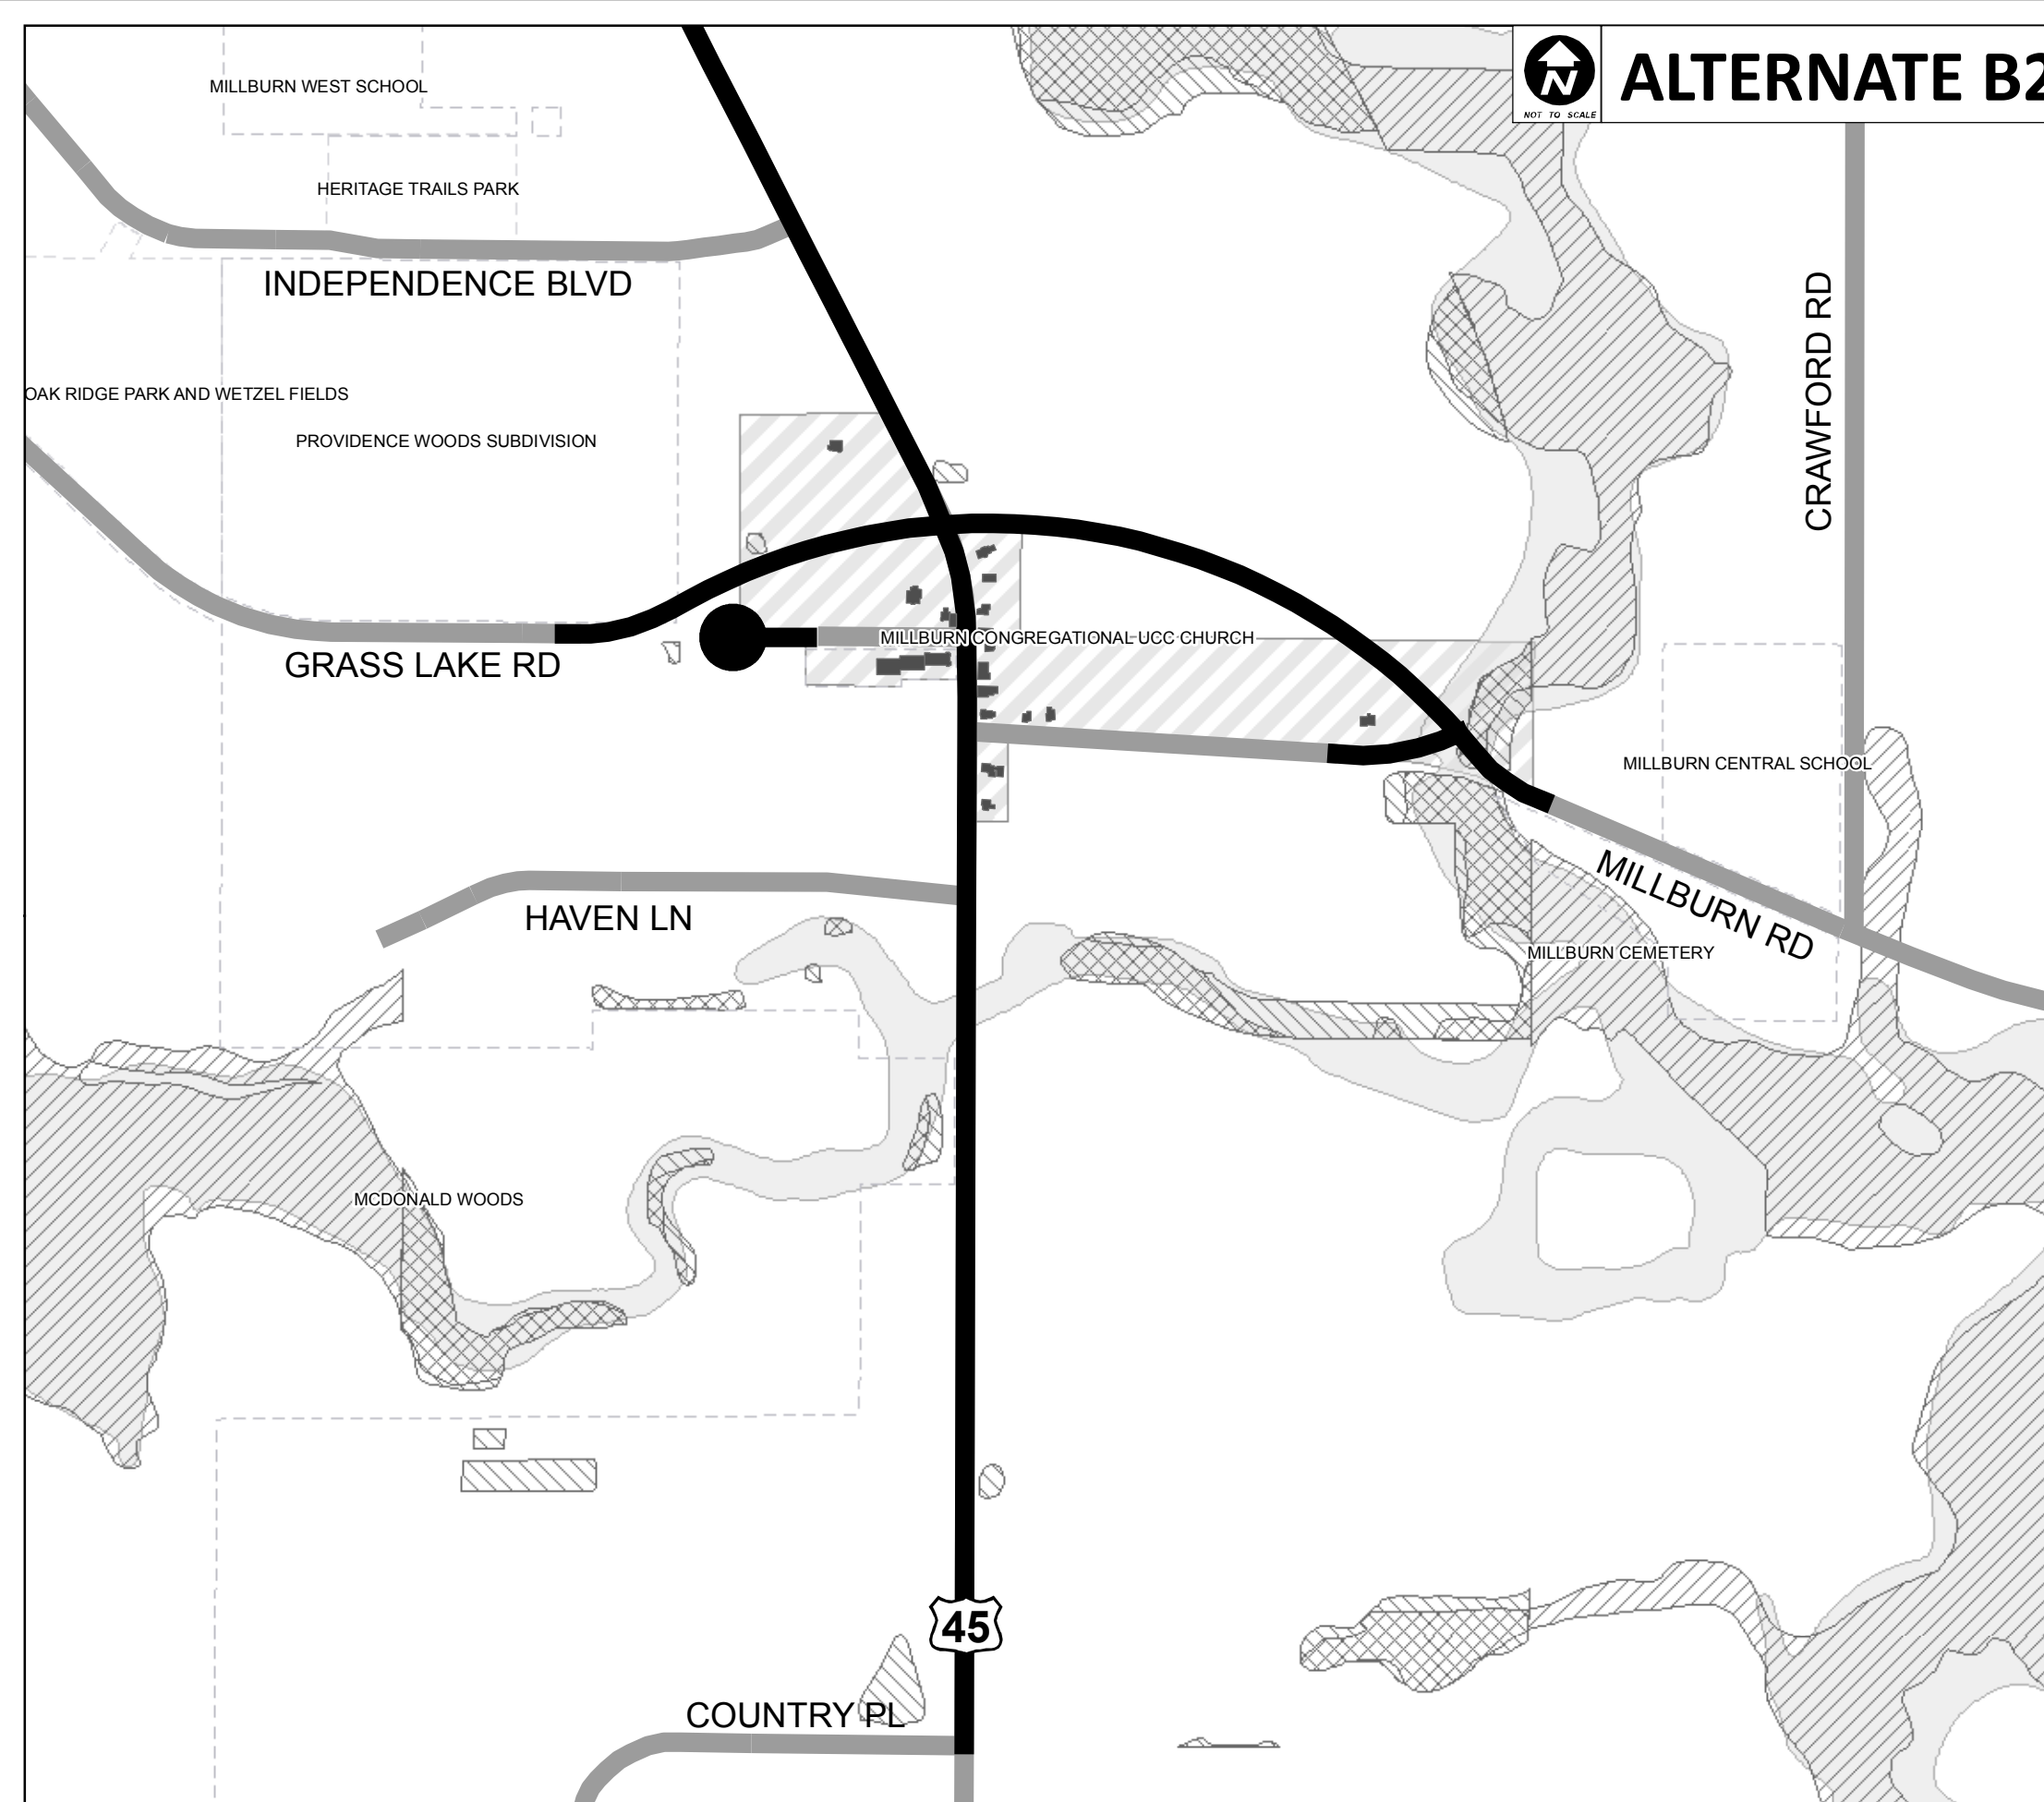 MILLBURN WEST SCHOOL
N
NOT TO SCALE
ALTERNATE B2
HERITAGE TRAILS PARK
INDEPENDENCE BLVD
CRAWFORD RD
OAK RIDGE PARK AND WETZEL FIELDS
PROVIDENCE WOODS SUBDIVISION
MILLBURN CONGREGATIONAL UCC CHURCH
GRASS LAKE RD
MILLBURN CENTRAL SCHOOL
MILLBURN RD
HAVEN LN
MILLBURN CEMETERY
MCDONALD WOODS
45
COUNTRY PL